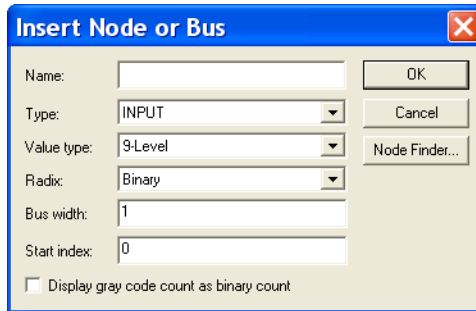 Insert Node or Bus
Name:
OK
Type: INPUT
Cancel
Value type: 9-Level
Node Finder...
Radix: Binary
Bus width: 1
Start index: 0
Display gray code count as binary count